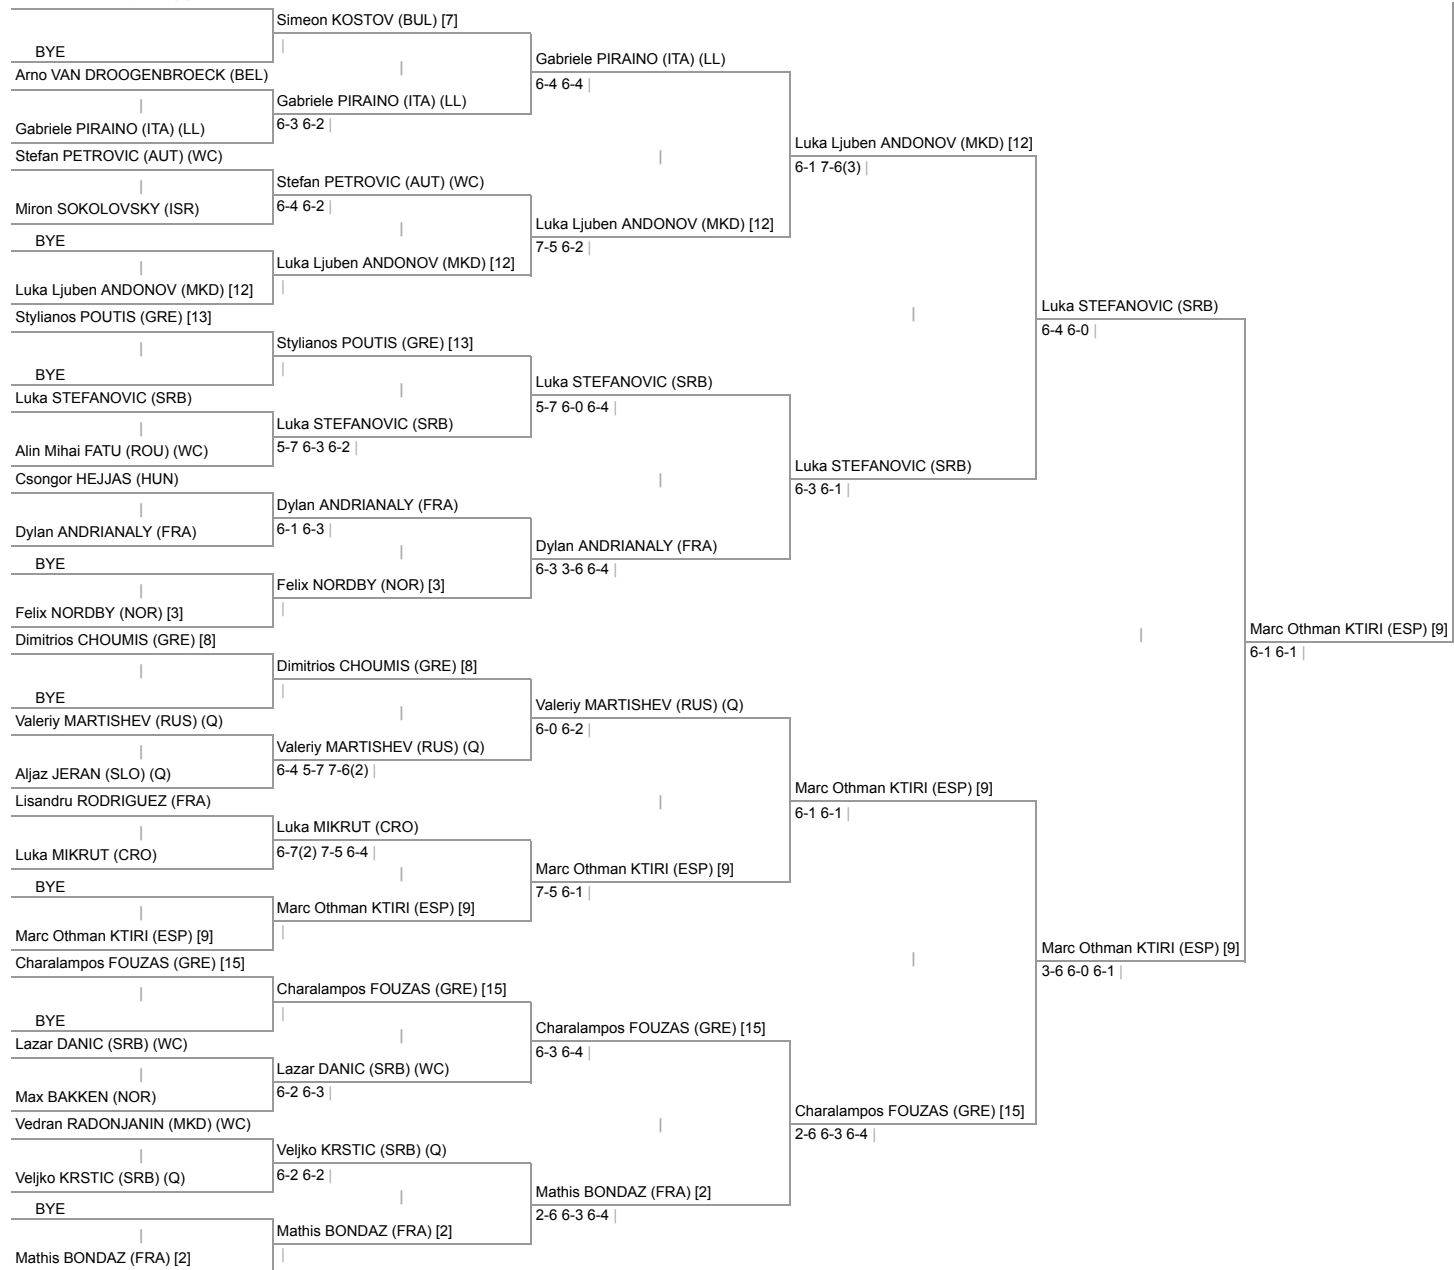 Simeon KOSTOV (BUL) [7]
BYE
Arno VAN DROOGENBROECK (BEL)
Gabriele PIRAINO (ITA) (LL)
6-4 6-4
Gabriele PIRAINO (ITA) (LL)
6-3 6-2
Gabriele PIRAINO (ITA) (LL)
Stefan PETROVIC (AUT) (WC)
Luka Ljuben ANDONOV (MKD) [12]
6-1 7-6(3)
Stefan PETROVIC (AUT) (WC)
6-4 6-2
Miron SOKOLOVSKY (ISR)
BYE
Luka Ljuben ANDONOV (MKD) [12]
7-5 6-2
Luka Ljuben ANDONOV (MKD) [12]
Luka Ljuben ANDONOV (MKD) [12]
Stylianos POUTIS (GRE) [13]
Luka STEFANOVIC (SRB)
6-4 6-0
Stylianos POUTIS (GRE) [13]
BYE
Luka STEFANOVIC (SRB)
Luka STEFANOVIC (SRB)
5-7 6-0 6-4
Luka STEFANOVIC (SRB)
5-7 6-3 6-2
Alin Mihai FATU (ROU) (WC)
Csongor HEJJAS (HUN)
Luka STEFANOVIC (SRB)
6-3 6-1
Dylan ANDRIANALY (FRA)
6-1 6-3
Dylan ANDRIANALY (FRA)
BYE
Dylan ANDRIANALY (FRA)
6-3 3-6 6-4
Felix NORDBY (NOR) [3]
Felix NORDBY (NOR) [3]
Dimitrios CHOUMIS (GRE) [8]
Marc Othman KTIRI (ESP) [9]
6-1 6-1
Dimitrios CHOUMIS (GRE) [8]
BYE
Valeriy MARTISHEV (RUS) (Q)
Valeriy MARTISHEV (RUS) (Q)
6-0 6-2
Valeriy MARTISHEV (RUS) (Q)
6-4 5-7 7-6(2)
Aljaz JERAN (SLO) (Q)
Lisandru RODRIGUEZ (FRA)
Marc Othman KTIRI (ESP) [9]
6-1 6-1
Luka MIKRUT (CRO)
6-7(2) 7-5 6-4
Luka MIKRUT (CRO)
BYE
Marc Othman KTIRI (ESP) [9]
7-5 6-1
Marc Othman KTIRI (ESP) [9]
Marc Othman KTIRI (ESP) [9]
Charalampos FOUZAS (GRE) [15]
Marc Othman KTIRI (ESP) [9]
3-6 6-0 6-1
Charalampos FOUZAS (GRE) [15]
BYE
Lazar DANIC (SRB) (WC)
Charalampos FOUZAS (GRE) [15]
6-3 6-4
Lazar DANIC (SRB) (WC)
6-2 6-3
Max BAKKEN (NOR)
Vedran RADONJANIN (MKD) (WC)
Charalampos FOUZAS (GRE) [15]
2-6 6-3 6-4
Veljko KRSTIC (SRB) (Q)
6-2 6-2
Veljko KRSTIC (SRB) (Q)
BYE
Mathis BONDAZ (FRA) [2]
2-6 6-3 6-4
Mathis BONDAZ (FRA) [2]
Mathis BONDAZ (FRA) [2]